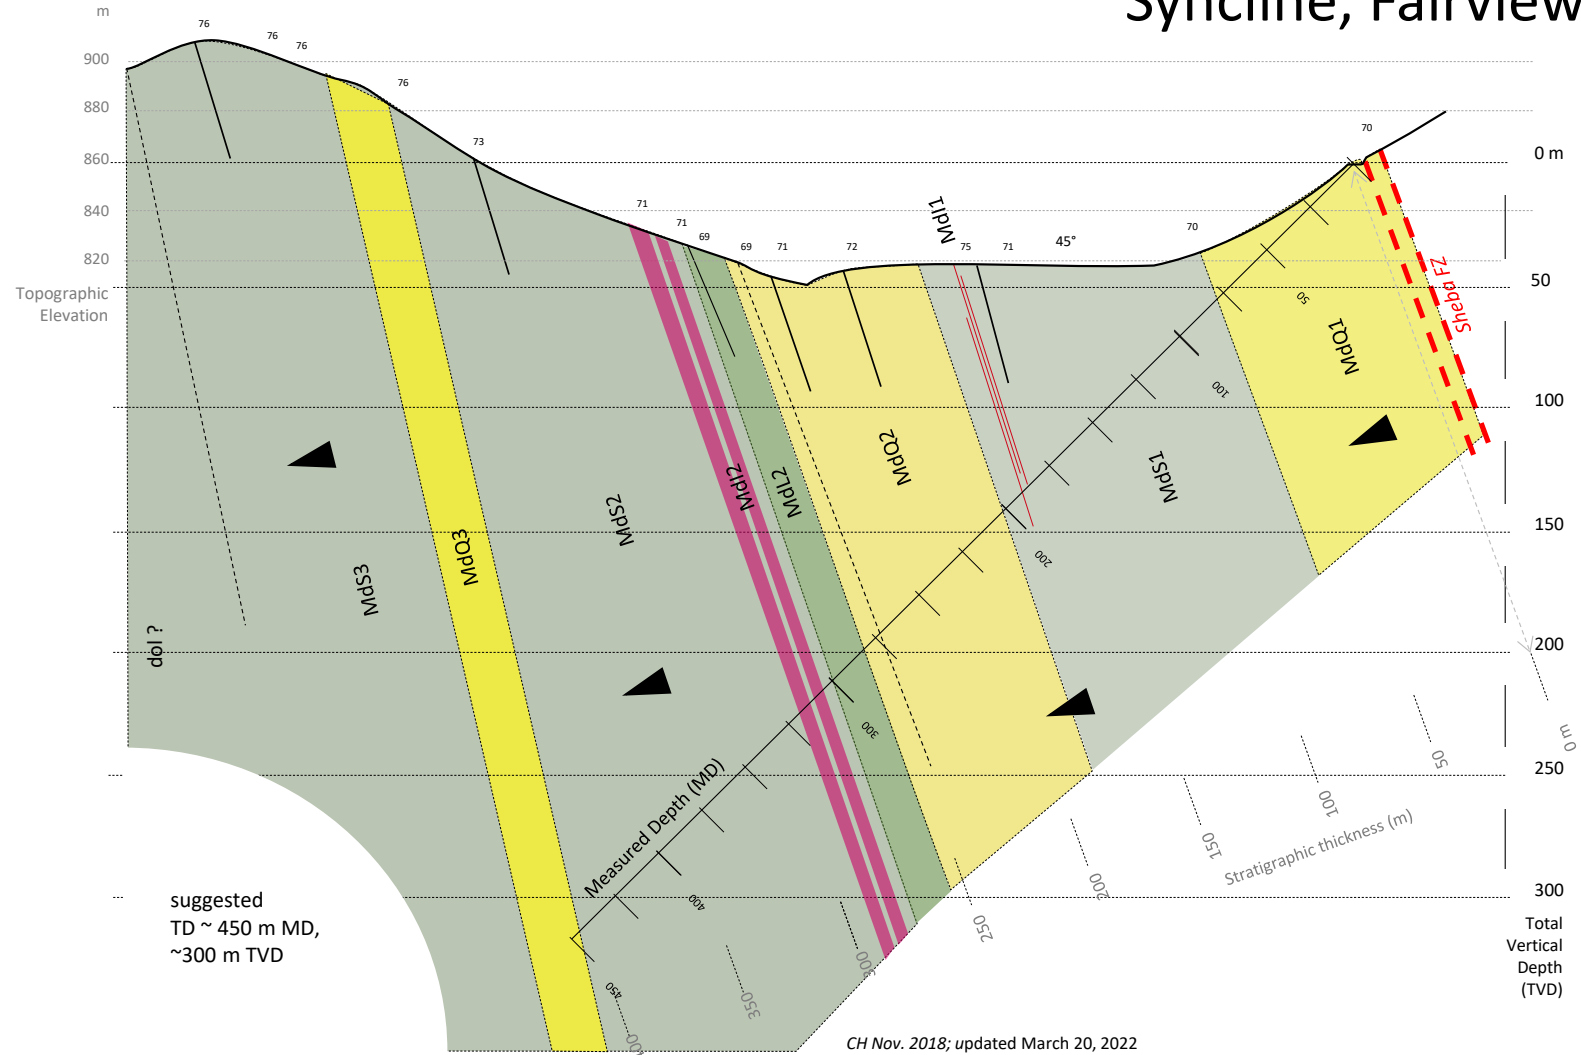 Syncline, Fairview
m
76
76
76
76
73
71
71
69
69
71
72
75
71
45°
70
70
900
880
860
840
820
Topographic
Elevation
0 m
50
100
150
200
250
300
Total
Vertical
Depth
(TVD)
MdI1
Sheba FZ
MdQ1
MdS1
MdQ2
MdL2
MdI2
MdS2
MdQ3
MdS3
dol ?
50
100
200
300
400
450
Measured Depth (MD)
0 m
50
100
150
200
250
300
350
400
Stratigraphic thickness (m)
suggested
TD ~ 450 m MD,
~300 m TVD
CH Nov. 2018; updated March 20, 2022